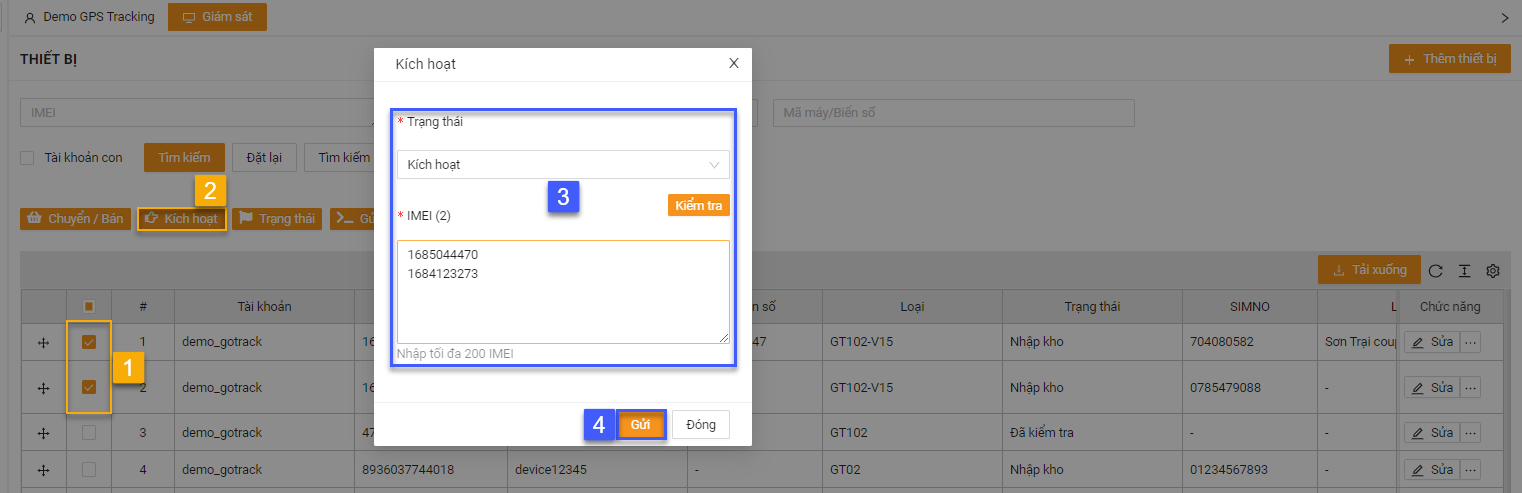 Demo GPS Tracking Giám sát
THIẾT BỊ
Thêm thiết bị
IMEI
Mã máy/Biển số
Tài khoản con Tìm kiếm Đặt lại Tìm kiếm
2
Chuyển / Bán Kích hoạt Trạng thái
Kích hoạt X
* Trạng thái
Kích hoạt
3
Kiểm tra
* IMEI (2)
1685044470
1684123273
Nhập tối đa 200 IMEI
4 Gửi Đóng
Tải xuống
# Tài khoản n số Loại Trạng thái SIMNO L Chức năng
1 demo_gotrack 16 47 GT102-V15 Nhập kho 704080582 Sơn Trại coup Sửa ...
1
2 demo_gotrack 16 GT102-V15 Nhập kho 0785479088 - Sửa ...
3 demo_gotrack 47 GT102 Đã kiểm tra - - Sửa ...
4 demo_gotrack 8936037744018 device12345 - GT02 Nhập kho 01234567893 - Sửa ...